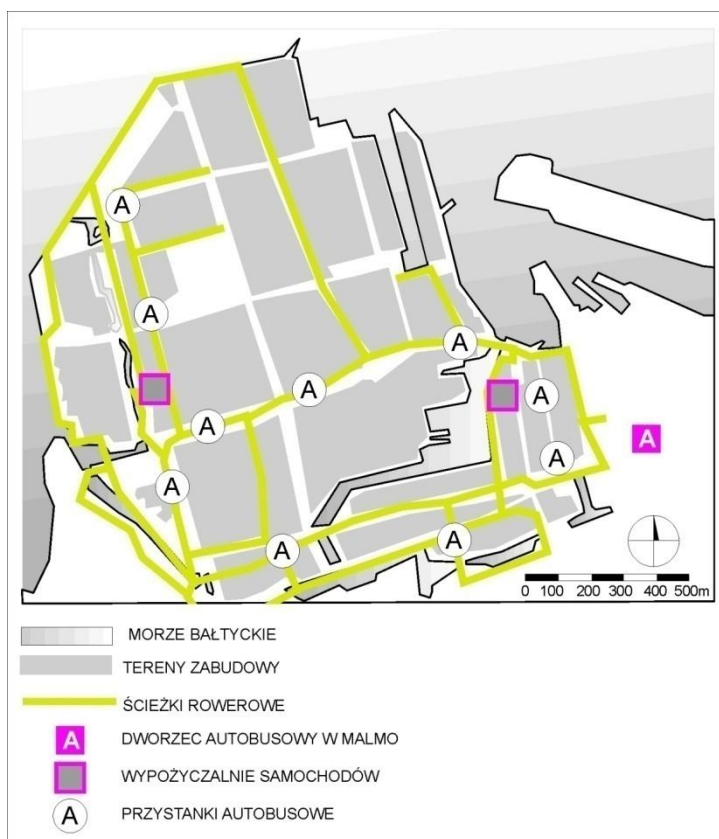 A
A
A
A
A
A
A
A
A
A
A
0 100 200 300 400 500m
MORZE BAŁTYCKIE
TERENY ZABUDOWY
ŚCIEŻKI ROWEROWE
A DWORZEC AUTOBUSOWY W MALMO
WYPOŻYCZALNIE SAMOCHODÓW
A PRZYSTANKI AUTOBUSOWE